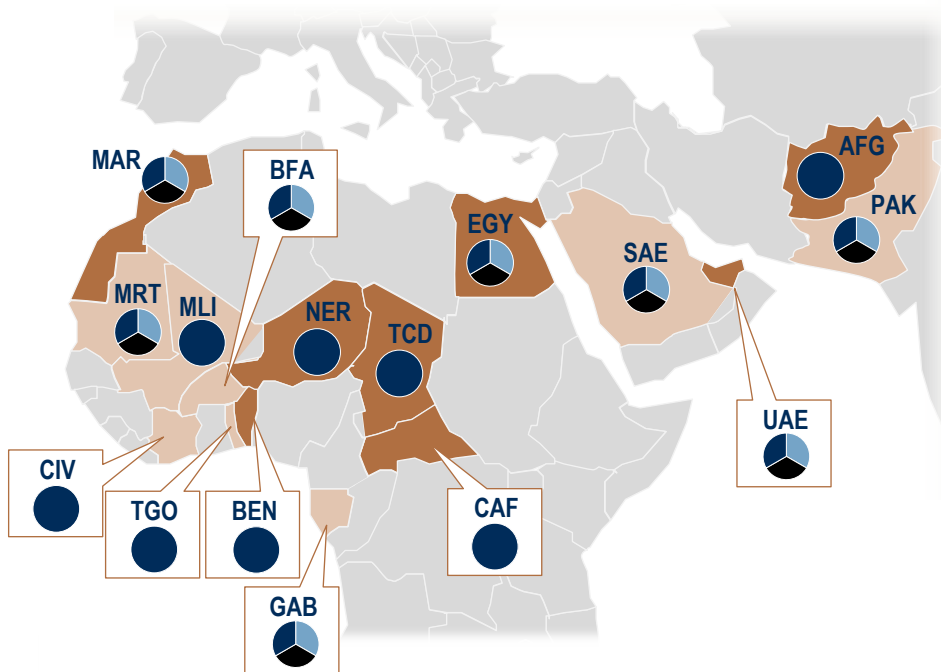 MAR
BFA
AFG
PAK
EGY
SAE
MRT
MLI
NER
TCD
UAE
CIV
TGO
BEN
CAF
GAB